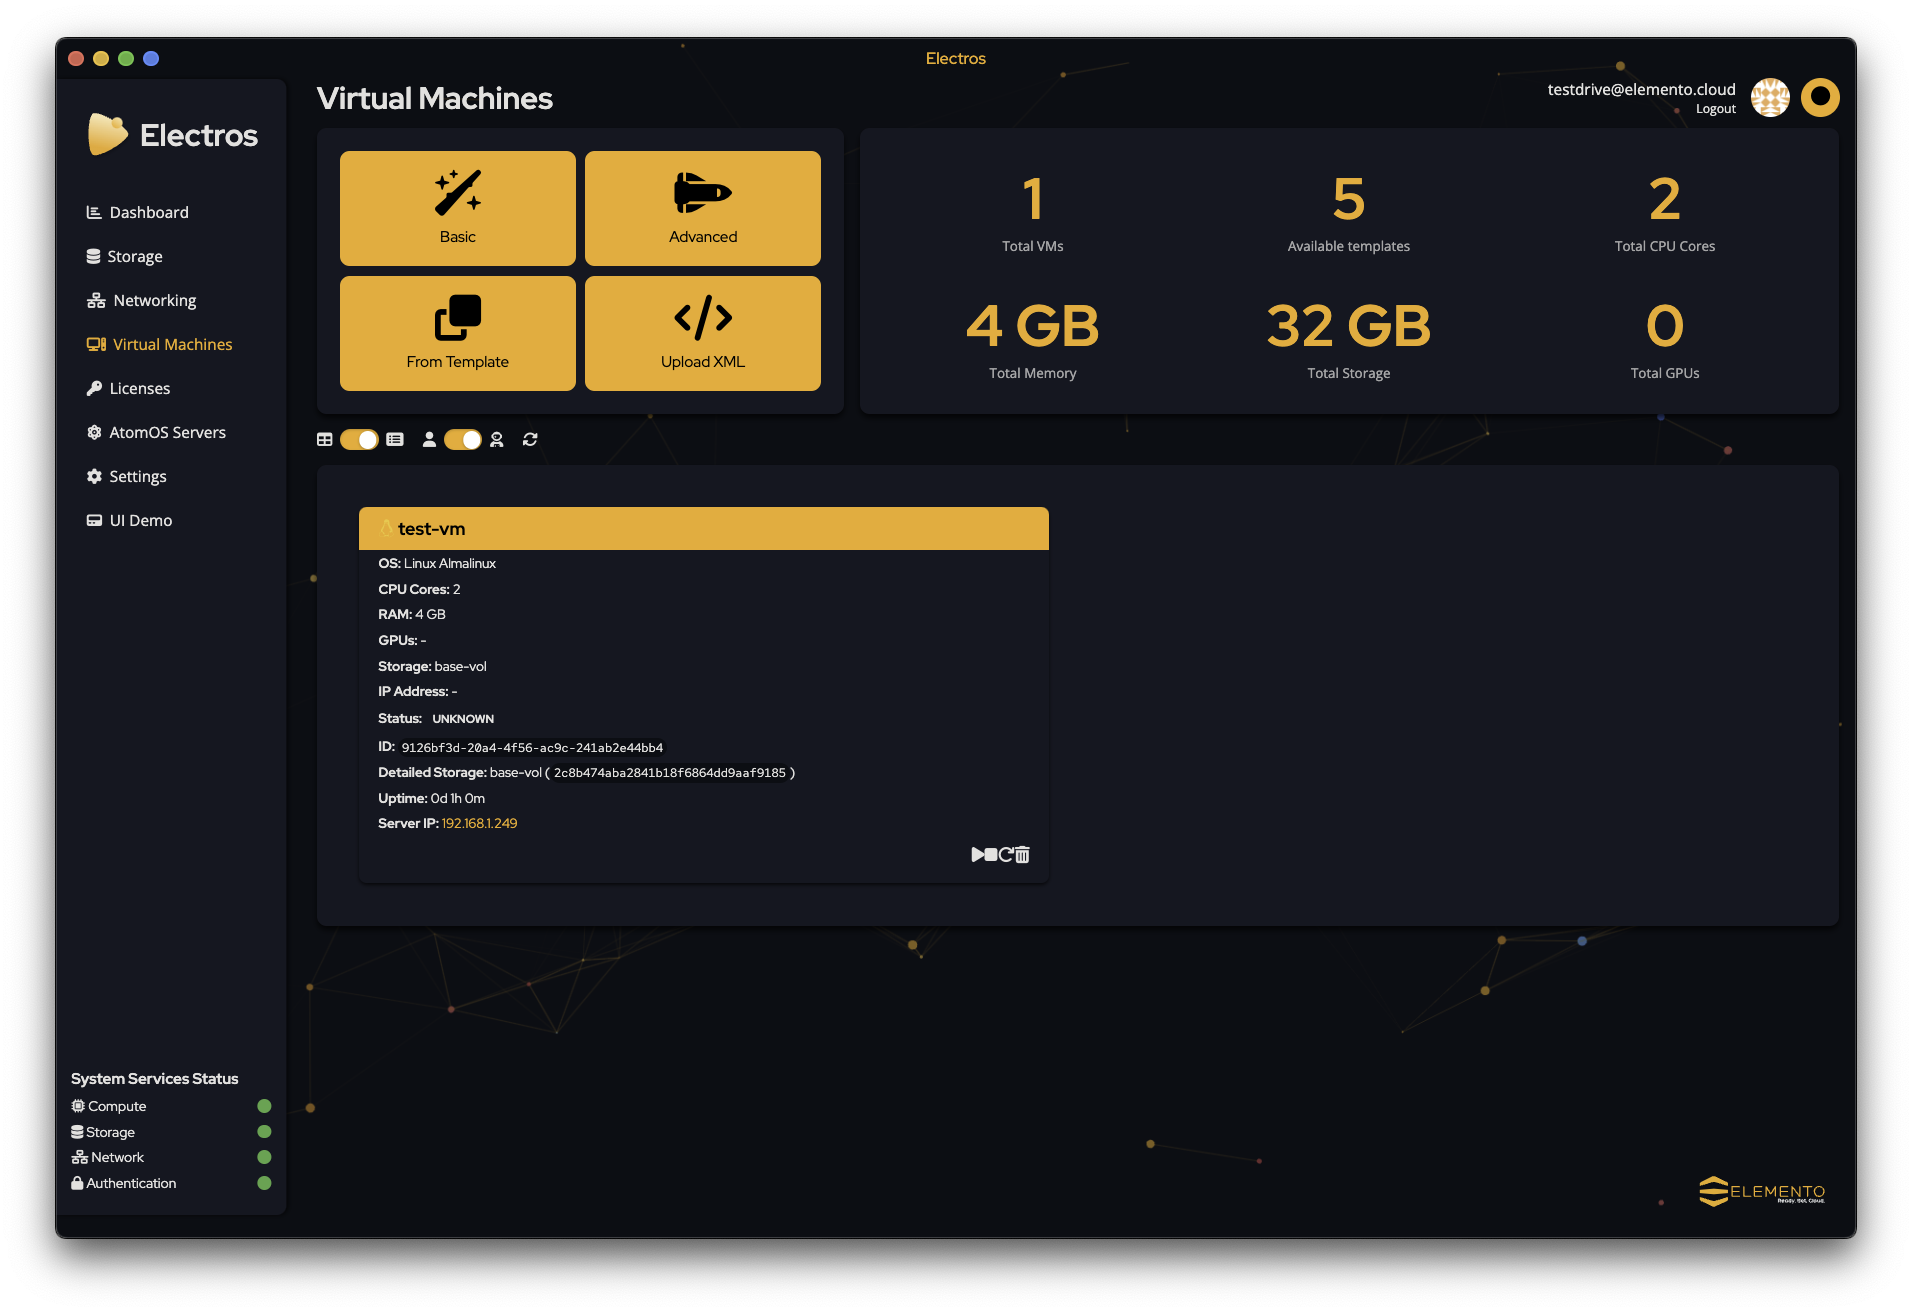 Electros
Electros
Dashboard
Storage
Networking
Virtual Machines
Licenses
AtomOS Servers
Settings
UI Demo
System Services Status
Compute
Storage
Network
Authentication
Virtual Machines
testdrive@elemento.cloud
Logout
Basic
Advanced
From Template
Upload XML
1
Total VMs
5
Available templates
2
Total CPU Cores
4 GB
Total Memory
32 GB
Total Storage
0
Total GPUs
test-vm
OS: Linux Almalinux
CPU Cores: 2
RAM: 4 GB
GPUs: -
Storage: base-vol
IP Address: -
Status: UNKNOWN
ID: 9126bf3d-20a4-4f56-ac9c-241ab2e44bb4
Detailed Storage: base-vol ( 2c8b474aba2841b18f6864dd9aaf9185 )
Uptime: 0d 1h 0m
Server IP: 192.168.1.249
ELEMENTO
Ready. Set. Cloud.